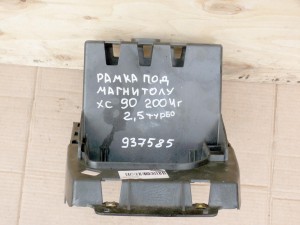 РАМКА ПОД
МАГНИТОЛУ
XC 90 2004г
2,5 ТУРБО
937585